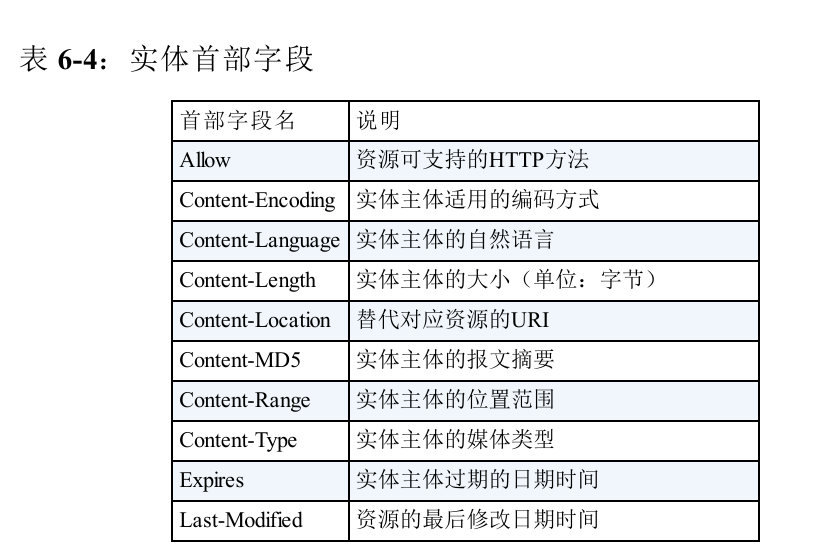 表 6-4：实体首部字段
首部字段名 说明
Allow 资源可支持的HTTP方法
Content-Encoding 实体主体适用的编码方式
Content-Language 实体主体的自然语言
Content-Length 实体主体的大小（单位：字节）
Content-Location 替代对应资源的URI
Content-MD5 实体主体的报文摘要
Content-Range 实体主体的位置范围
Content-Type 实体主体的媒体类型
Expires 实体主体过期的日期时间
Last-Modified 资源的最后修改日期时间